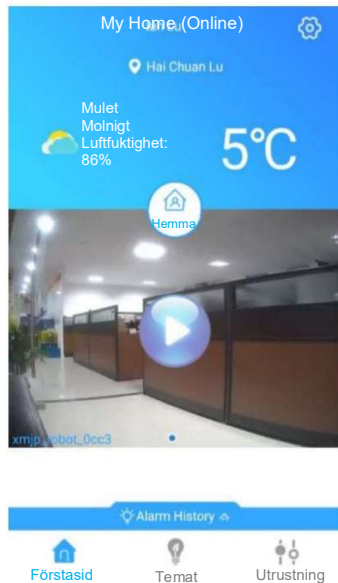 My Home (Online)
Hai Chuan Lu
Mulet
Molnigt
Luftfuktighet:
86%
5°C
Hemma
xmjp_robot_0cc3
Alarm History
Förstasid
Temat
Utrustning